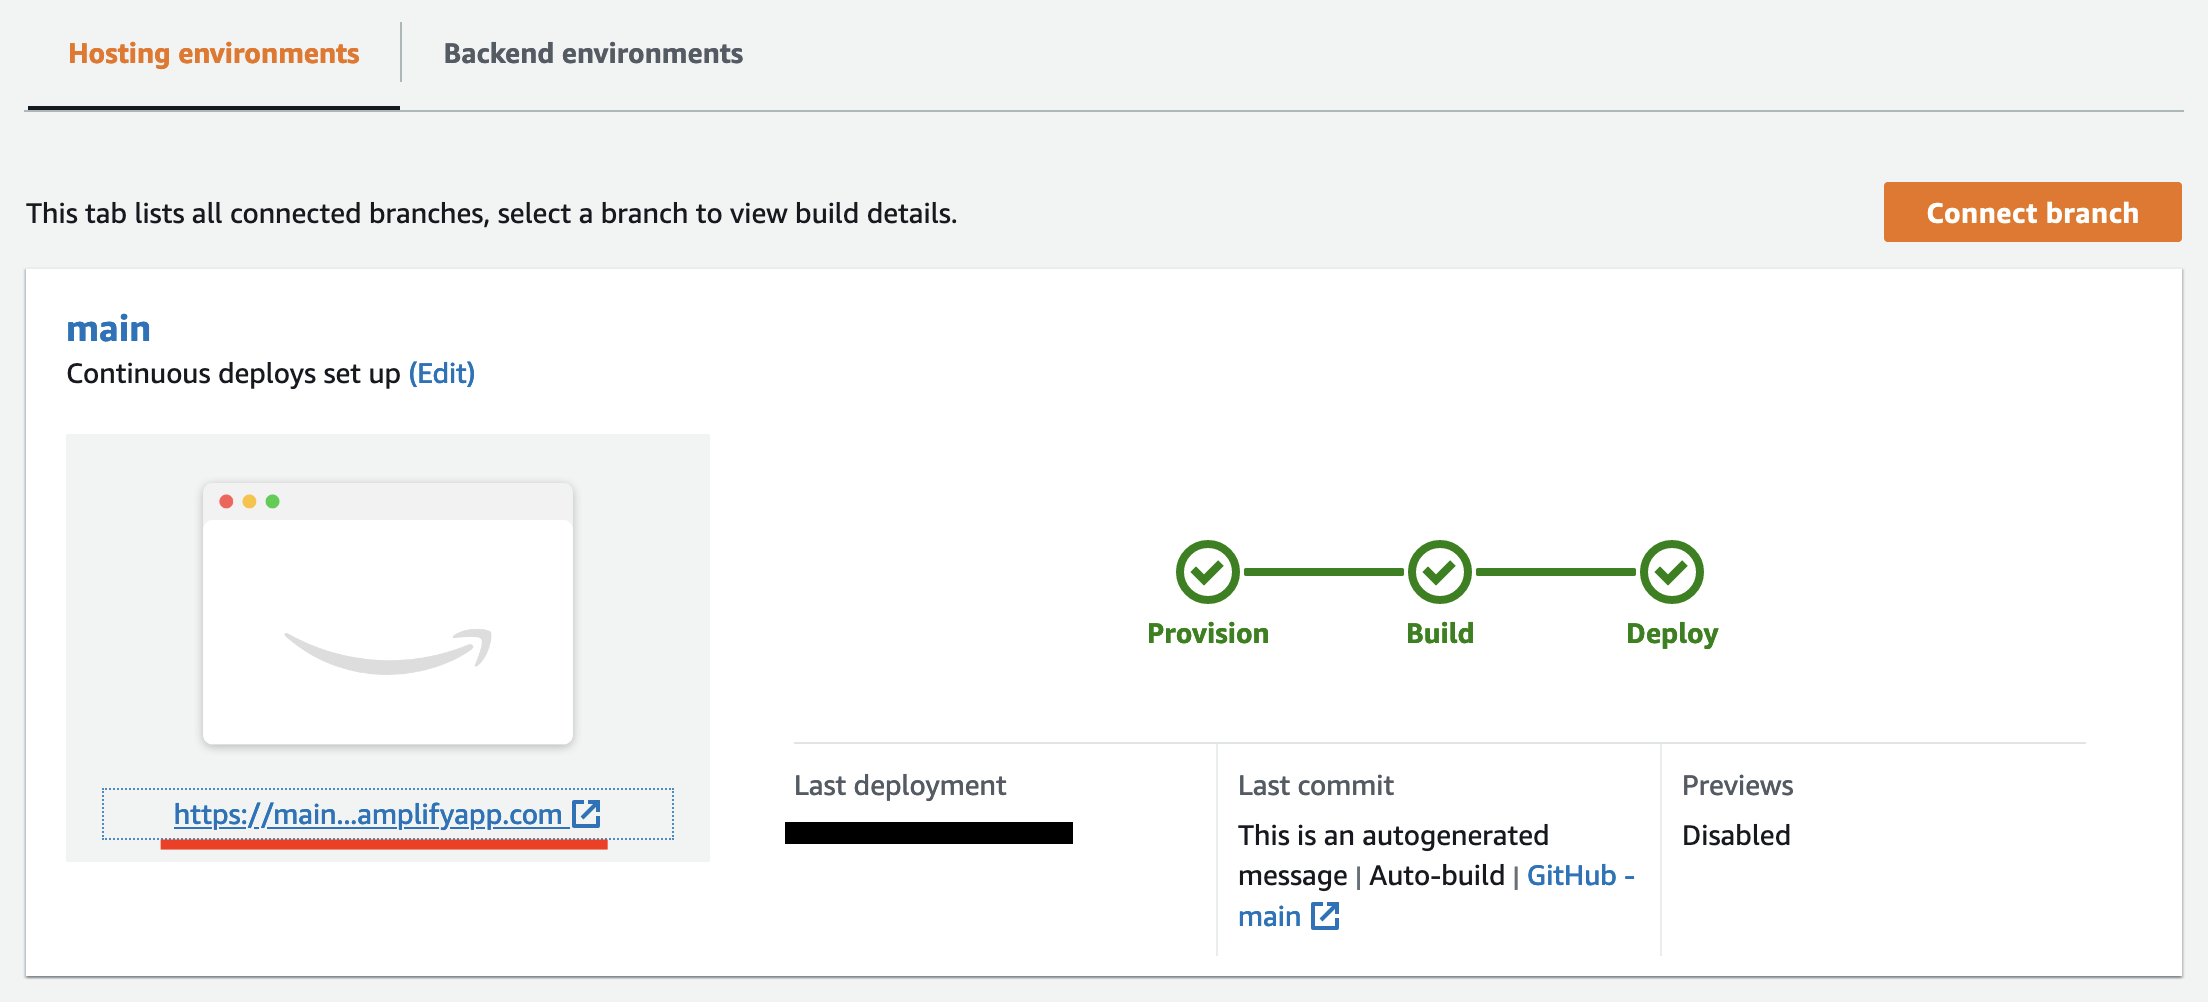 Hosting environments
Backend environments
This tab lists all connected branches, select a branch to view build details.
Connect branch
main
Continuous deploys set up (Edit)
https://main...amplifyapp.com
Provision
Build
Deploy
Last deployment
Last commit
This is an autogenerated
message | Auto-build | GitHub -
main
Previews
Disabled